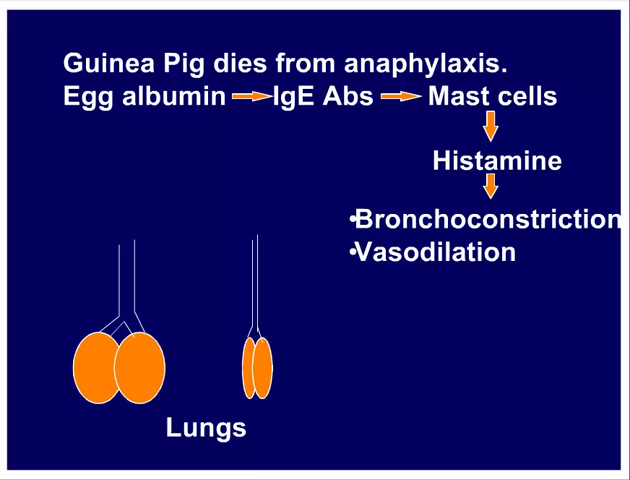 Guinea Pig dies from anaphylaxis.
Egg albumin IgE Abs Mast cells
Histamine
•Bronchoconstriction
•Vasodilation
Lungs